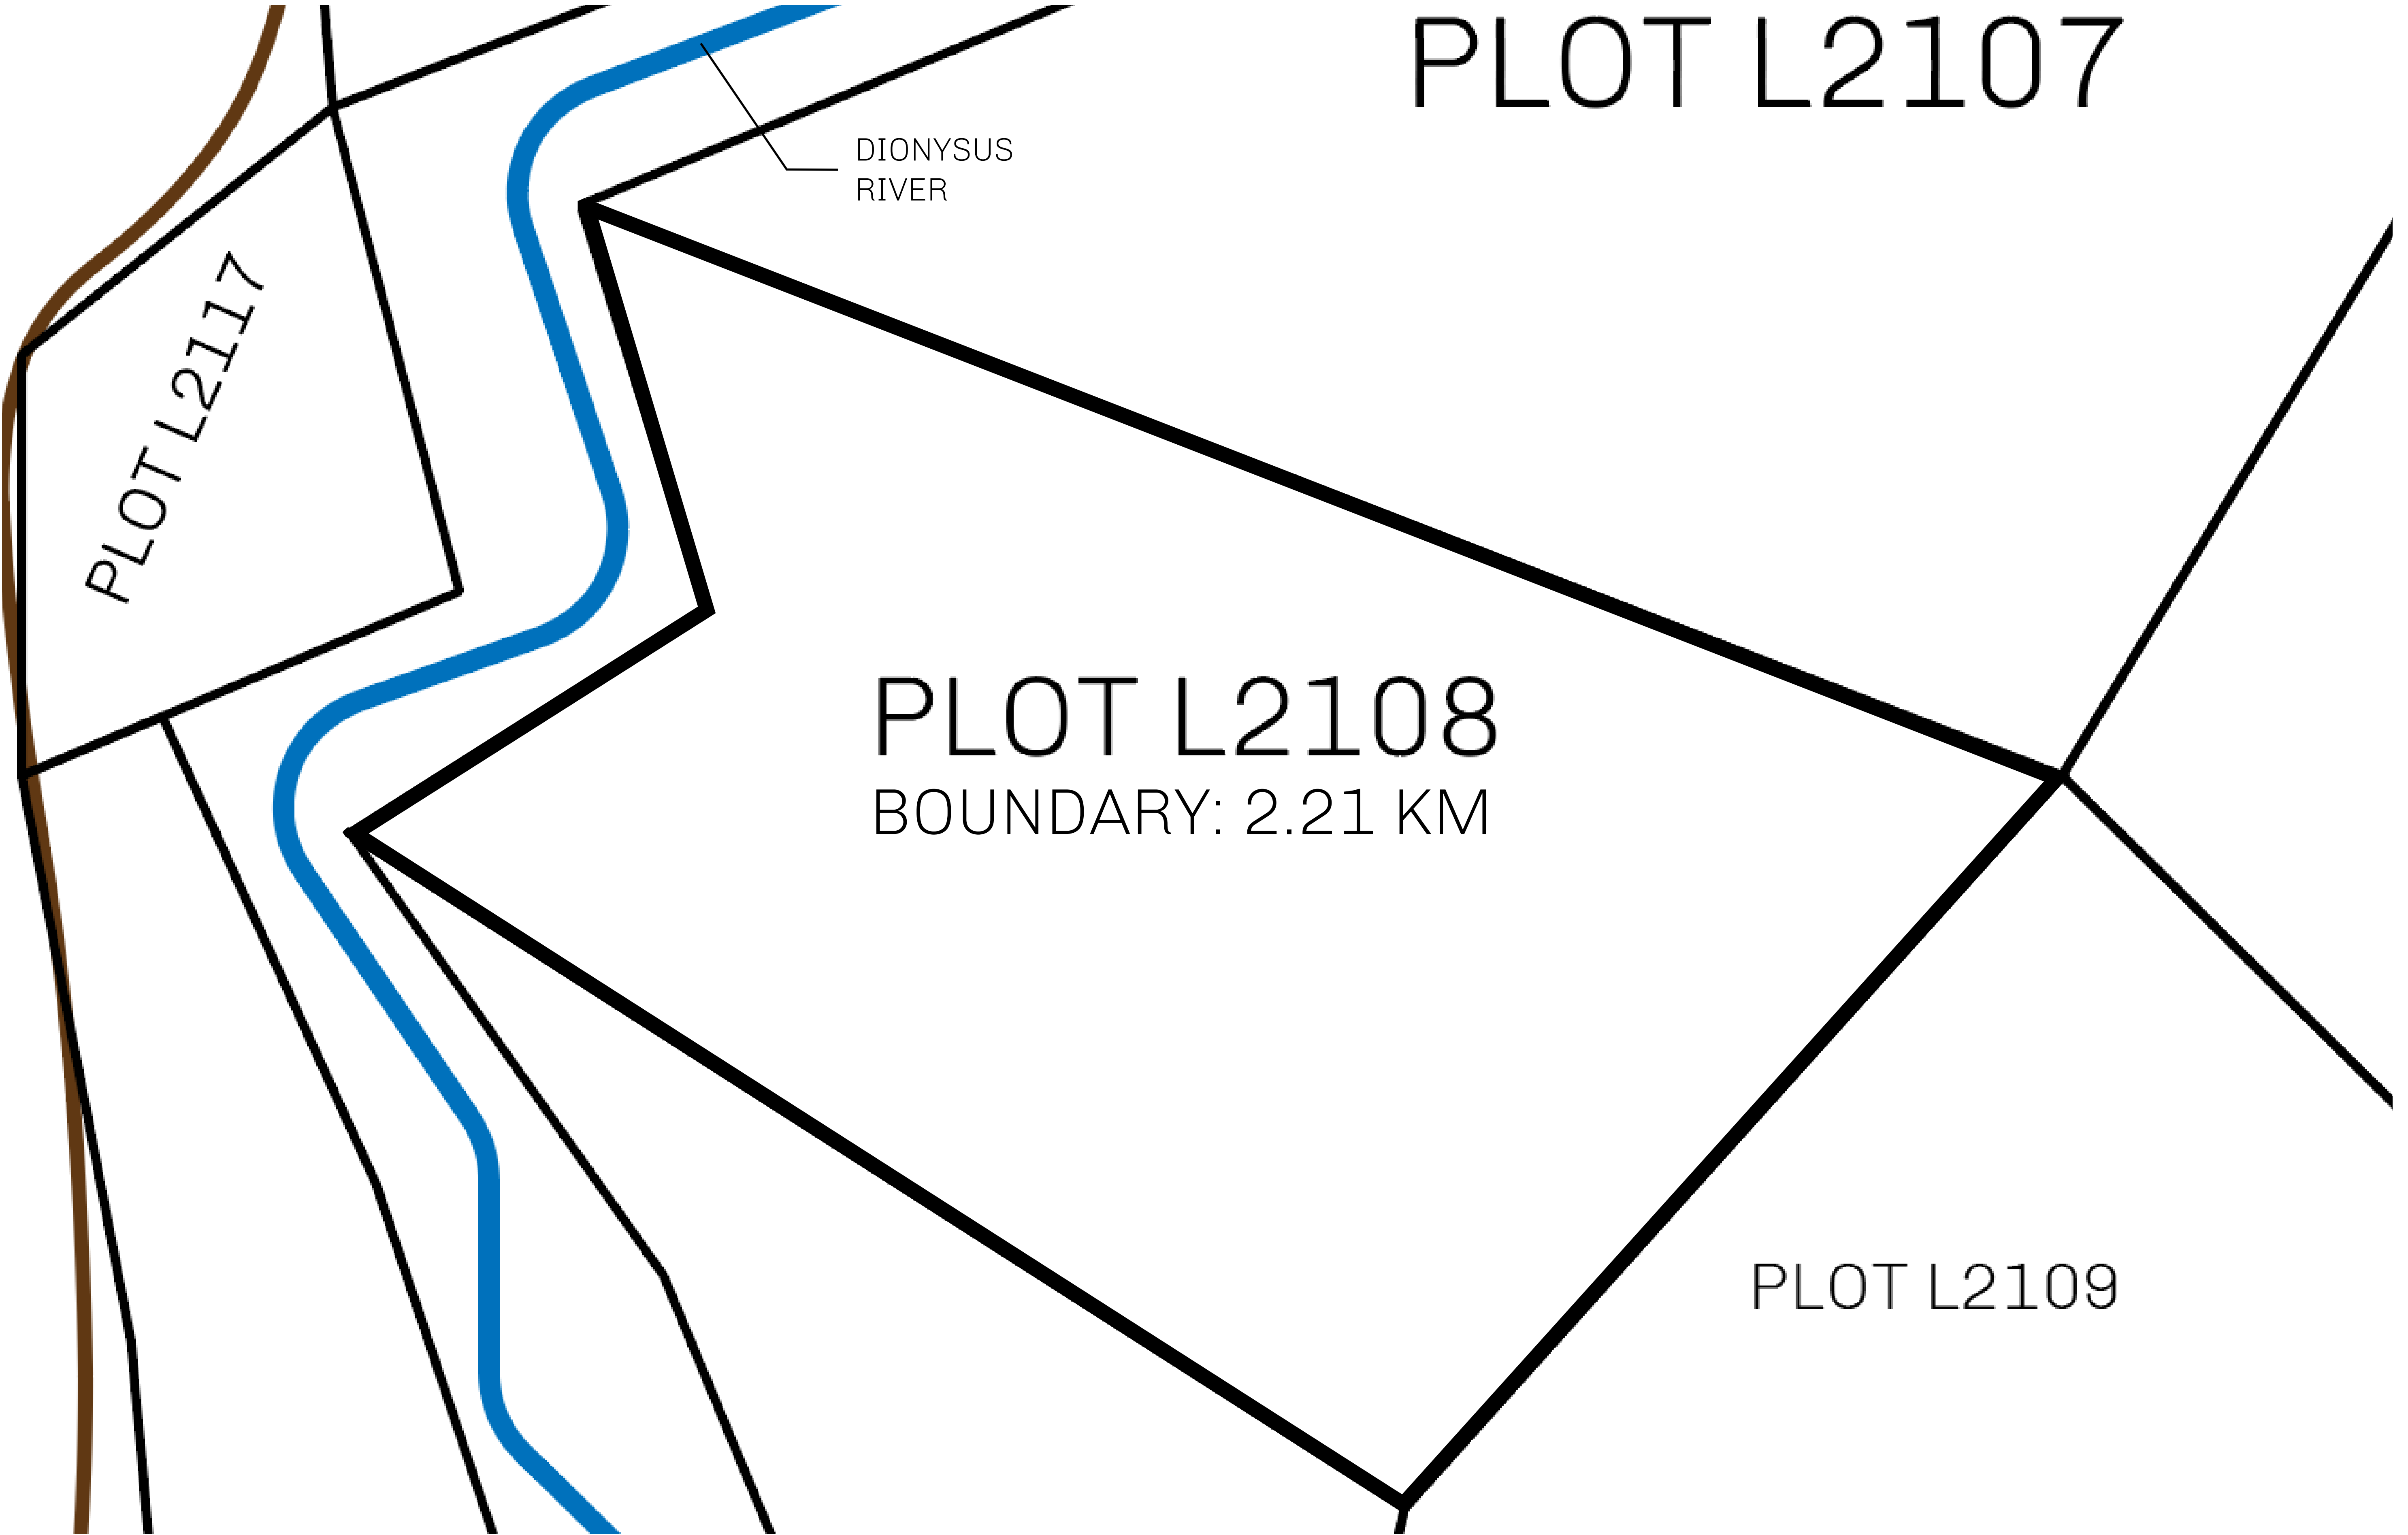 PLOT L2107
DIONYSUS
RIVER
PLOT L2117
PLOT L2108
BOUNDARY: 2.21 KM
PLOT L2109